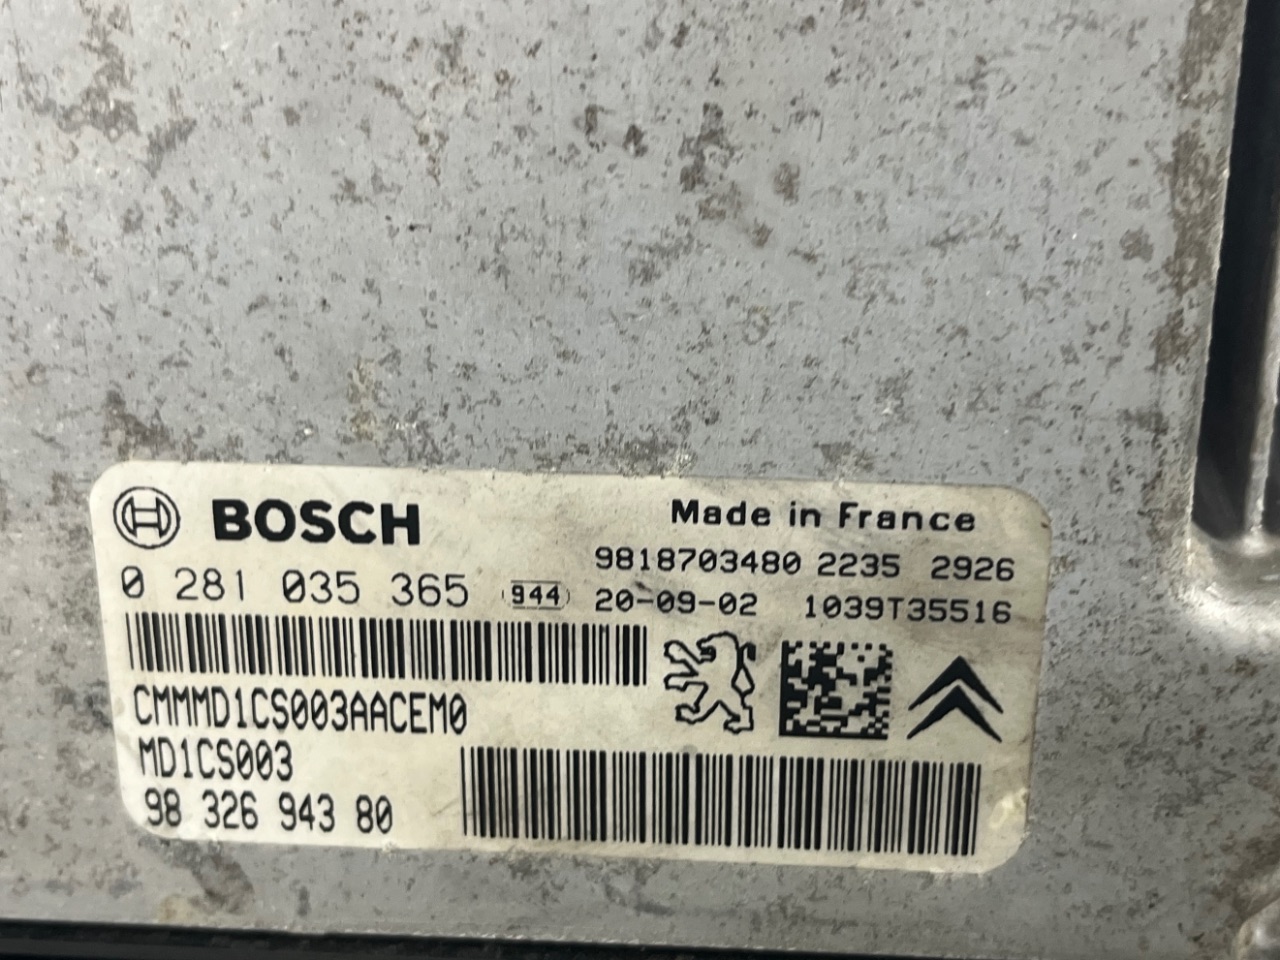 BOSCH
Made in France
9818703480 2235 2926
0 281 035 365 944 20-09-02 1039T35516
CMMMD1CS003AACEM0
MD1CS003
98 326 943 80